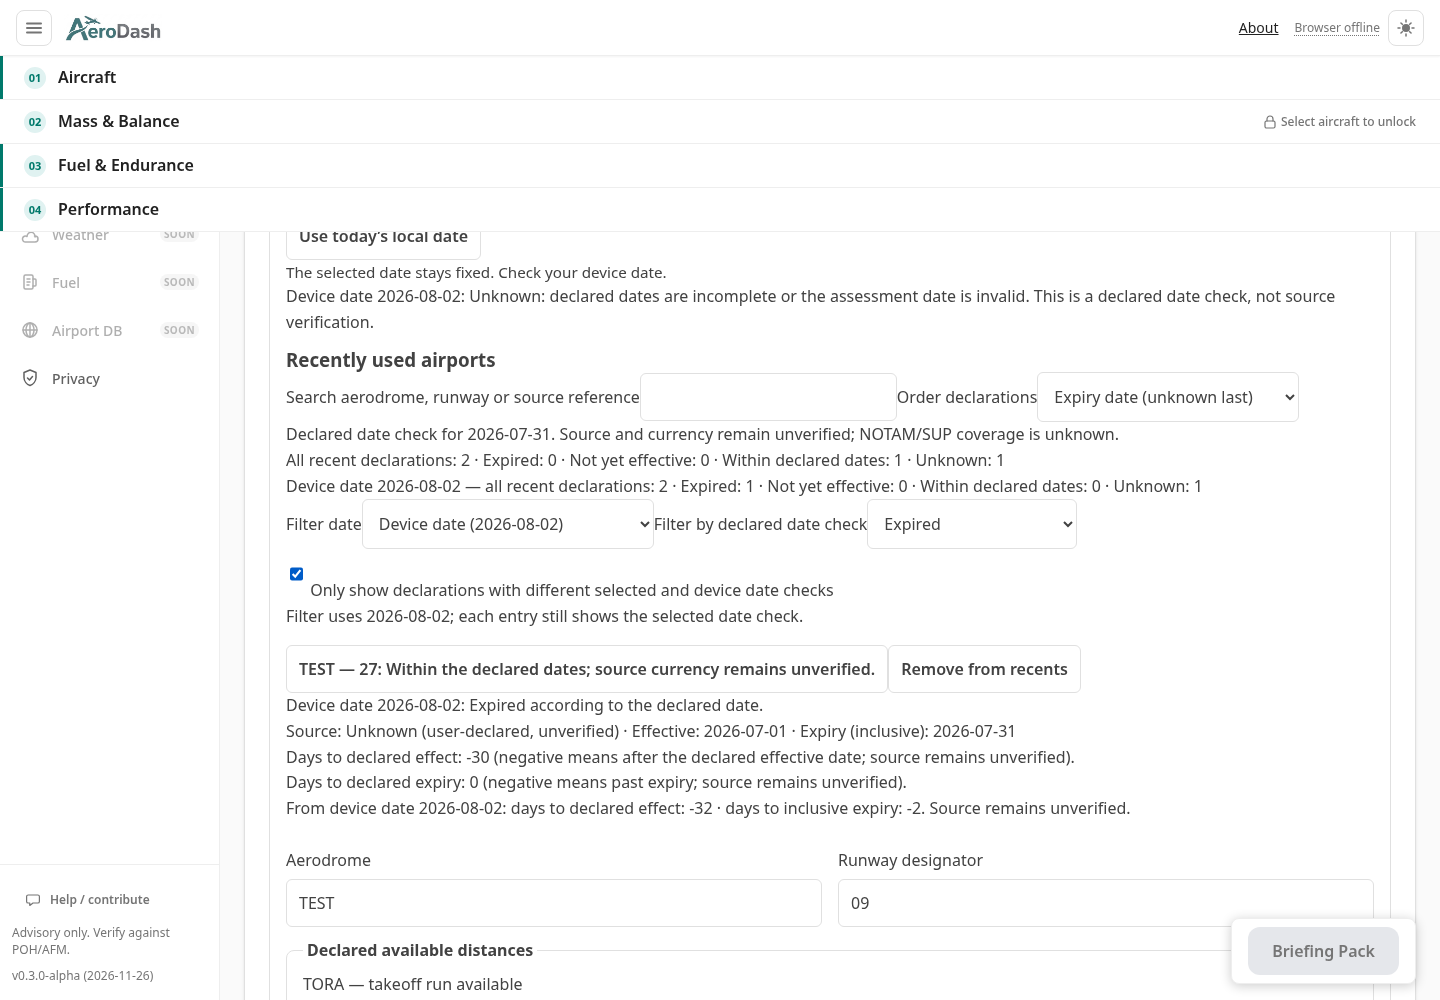 AeroDash
About
Browser offline
01 Aircraft
02 Mass & Balance
Select aircraft to unlock
03 Fuel & Endurance
04 Performance
Weather SOON
Fuel SOON
Airport DB SOON
Privacy
Use today's local date
The selected date stays fixed. Check your device date.
Device date 2026-08-02: Unknown: declared dates are incomplete or the assessment date is invalid. This is a declared date check, not source
verification.
Recently used airports
Search aerodrome, runway or source reference
Order declarations Expiry date (unknown last)
Declared date check for 2026-07-31. Source and currency remain unverified; NOTAM/SUP coverage is unknown.
All recent declarations: 2 · Expired: 0 · Not yet effective: 0 · Within declared dates: 1 · Unknown: 1
Device date 2026-08-02 — all recent declarations: 2 · Expired: 1 · Not yet effective: 0 · Within declared dates: 0 · Unknown: 1
Filter date Device date (2026-08-02) Filter by declared date check Expired
Only show declarations with different selected and device date checks
Filter uses 2026-08-02; each entry still shows the selected date check.
TEST — 27: Within the declared dates; source currency remains unverified. Remove from recents
Device date 2026-08-02: Expired according to the declared date.
Source: Unknown (user-declared, unverified) · Effective: 2026-07-01 · Expiry (inclusive): 2026-07-31
Days to declared effect: -30 (negative means after the declared effective date; source remains unverified).
Days to declared expiry: 0 (negative means past expiry; source remains unverified).
From device date 2026-08-02: days to declared effect: -32 · days to inclusive expiry: -2. Source remains unverified.
Aerodrome
TEST
Runway designator
09
Declared available distances
TORA — takeoff run available
Briefing Pack
Help / contribute
Advisory only. Verify against
POH/AFM.
v0.3.0-alpha (2026-11-26)